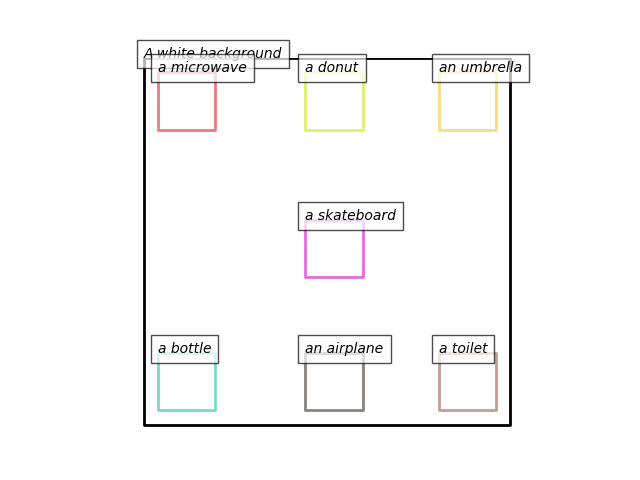 A white background
a microwave
a donut
an umbrella
a skateboard
a bottle
an airplane
a toilet